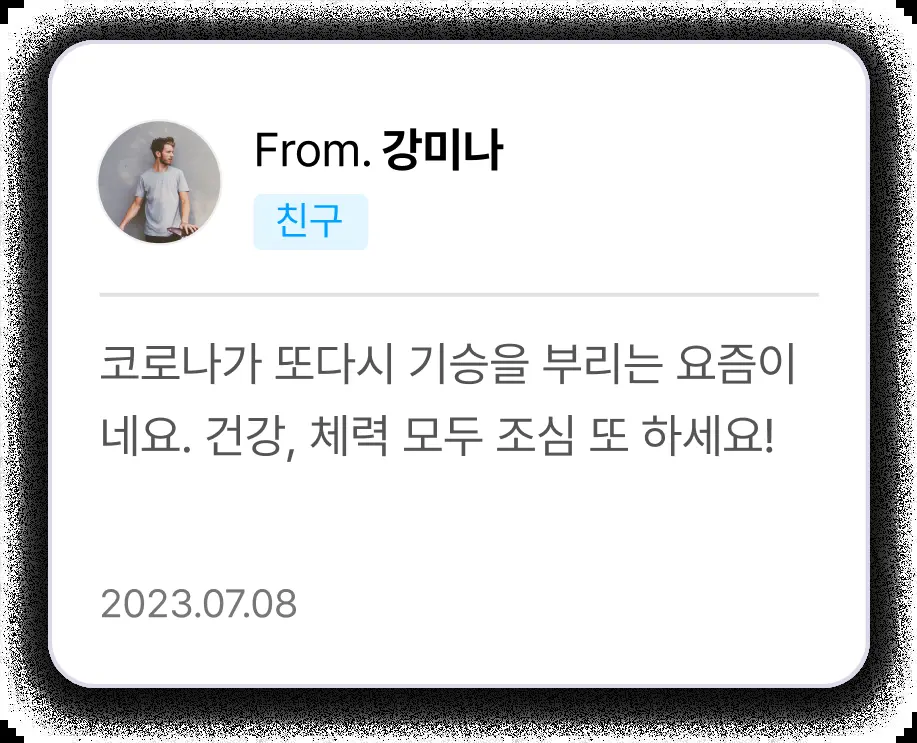 From. 강미나
친구
코로나가 또다시 기승을 부리는 요즘이
네요. 건강, 체력 모두 조심 또 하세요!
2023.07.08